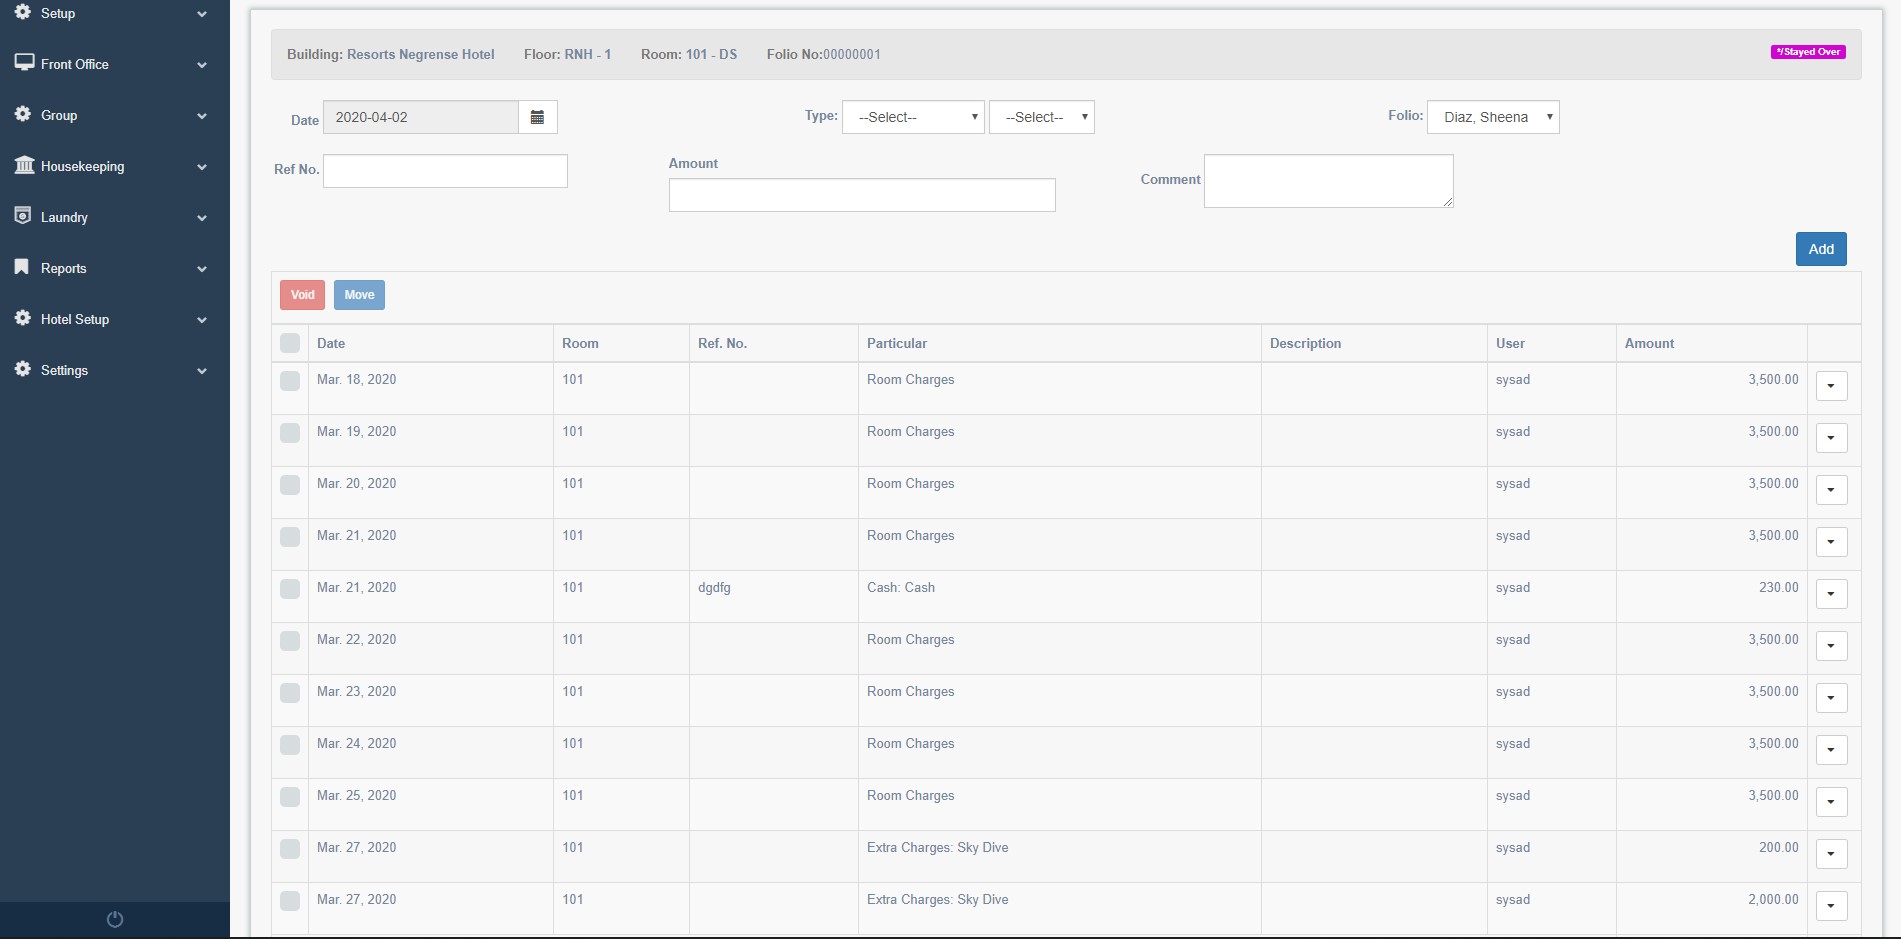 Setup
Front Office
Group
Housekeeping
Laundry
Reports
Hotel Setup
Settings
Building: Resorts Negrense Hotel Floor: RNH - 1 Room: 101 - DS Folio No:00000001 */Stayed Over
Date 2020-04-02 Type: --Select-- --Select-- Folio: Diaz, Sheena
Ref No. Amount Comment
Add
Void Move
Date Room Ref. No. Particular Description User Amount
Mar. 18, 2020 101 Room Charges sysad 3,500.00
Mar. 19, 2020 101 Room Charges sysad 3,500.00
Mar. 20, 2020 101 Room Charges sysad 3,500.00
Mar. 21, 2020 101 Room Charges sysad 3,500.00
Mar. 21, 2020 101 dgdfg Cash: Cash sysad 230.00
Mar. 22, 2020 101 Room Charges sysad 3,500.00
Mar. 23, 2020 101 Room Charges sysad 3,500.00
Mar. 24, 2020 101 Room Charges sysad 3,500.00
Mar. 25, 2020 101 Room Charges sysad 3,500.00
Mar. 27, 2020 101 Extra Charges: Sky Dive sysad 200.00
Mar. 27, 2020 101 Extra Charges: Sky Dive sysad 2,000.00